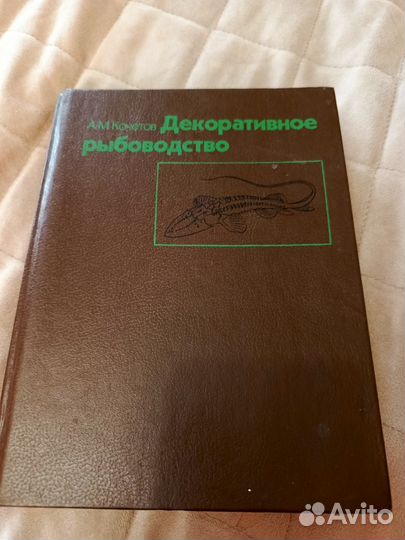 А.М. Кочетов Декоративное
рыбоводство
Avito